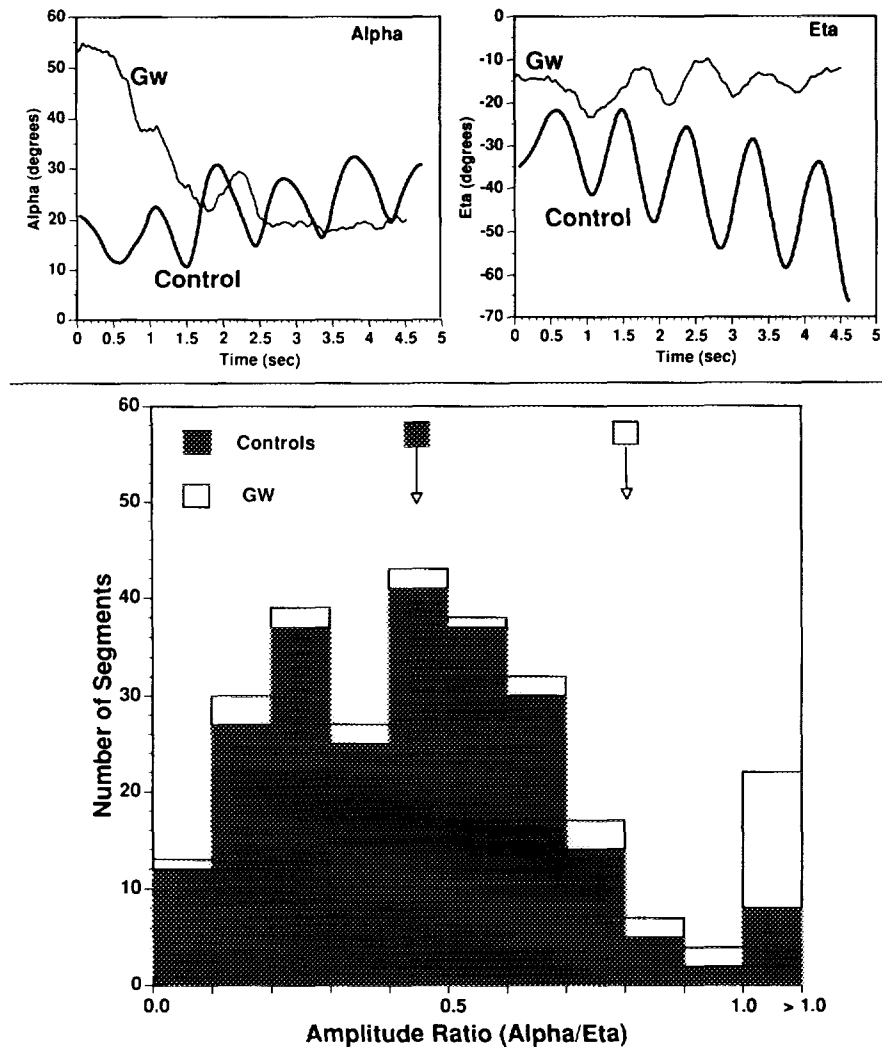 Alpha
Gw
Control
Alpha (degrees)
60
50
40
30
20
10
0
0 0.5 1 1.5 2 2.5 3 3.5 4 4.5 5
Time (sec)
Eta
Gw
Control
Eta (degrees)
-0
-10
-20
-30
-40
-50
-60
-70
0 0.5 1 1.5 2 2.5 3 3.5 4 4.5 5
Time (sec)
Controls
GW
Number of Segments
60
50
40
30
20
10
0
0.0 0.5 1.0 > 1.0
Amplitude Ratio (Alpha/Eta)